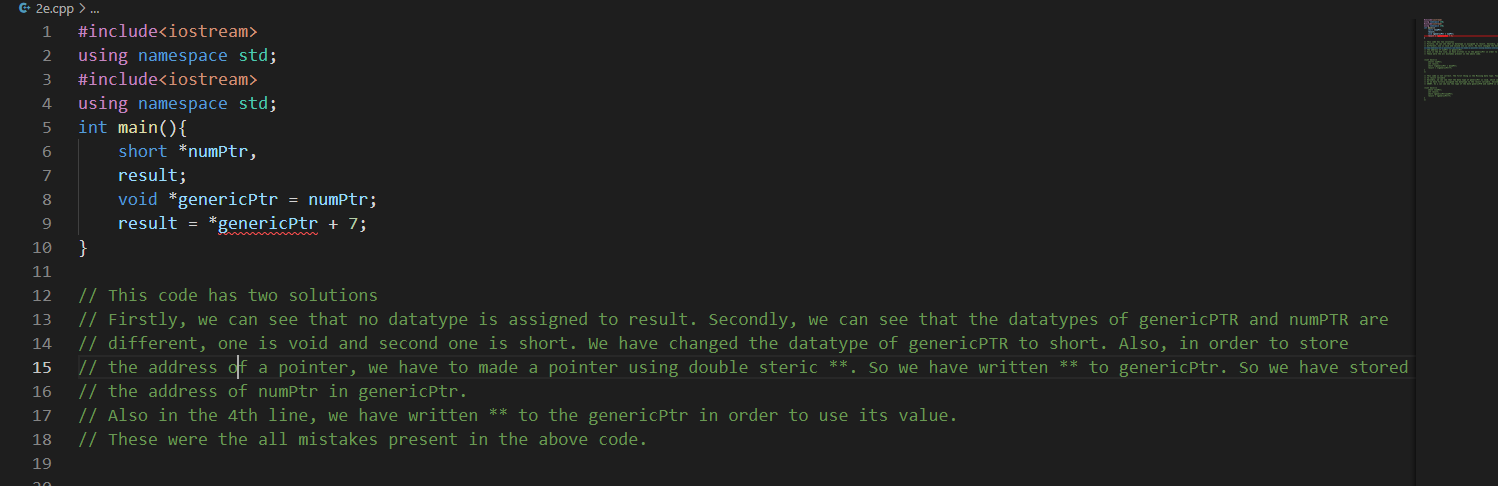 2e.cpp > ...
1 #include<iostream>
2 using namespace std;
3 #include<iostream>
4 using namespace std;
5 int main(){
6 short *numPtr,
7 result;
8 void *genericPtr = numPtr;
9 result = *genericPtr + 7;
10 }
11
12 // This code has two solutions
13 // Firstly, we can see that no datatype is assigned to result. Secondly, we can see that the datatypes of genericPTR and numPTR are
14 // different, one is void and second one is short. We have changed the datatype of genericPTR to short. Also, in order to store
15 // the address of a pointer, we have to made a pointer using double steric **. So we have written ** to genericPtr. So we have stored
16 // the address of numPtr in genericPtr.
17 // Also in the 4th line, we have written ** to the genericPtr in order to use its value.
18 // These were the all mistakes present in the above code.
19